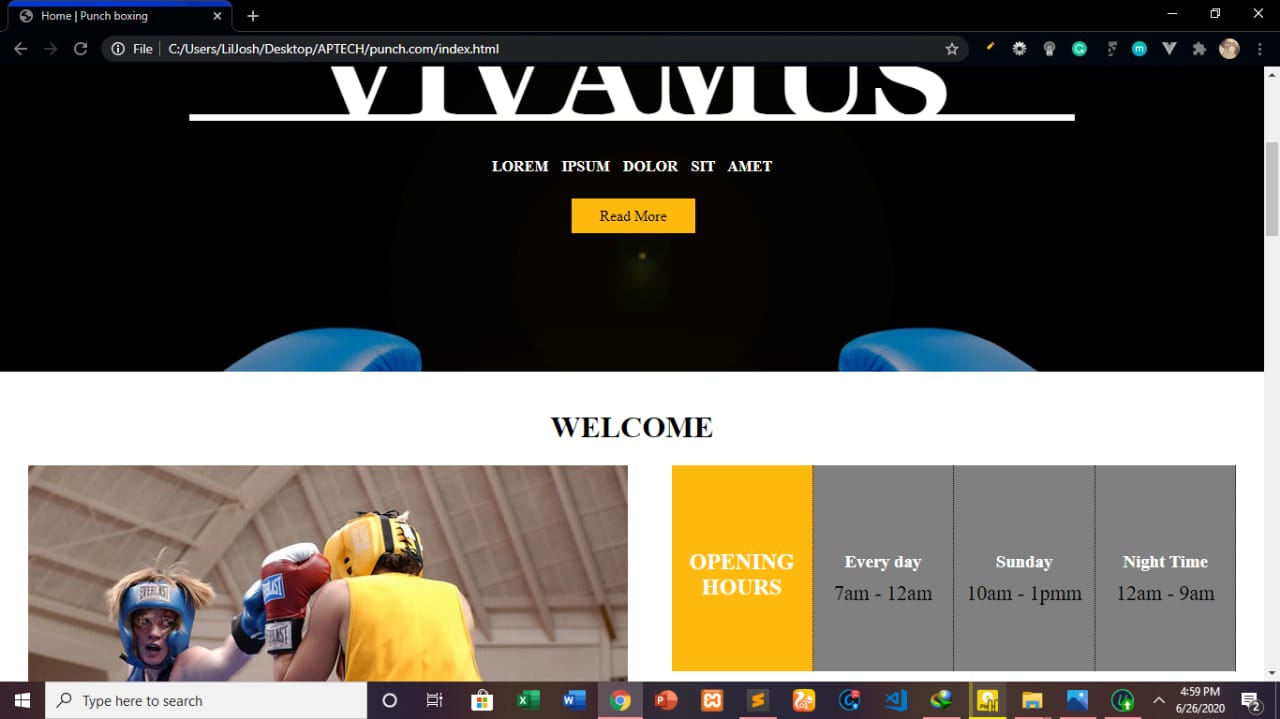 Home | Punch boxing
File
C:/Users/LilJosh/Desktop/APTECH/punch.com/index.html
VIVAMUS
LOREM IPSUM DOLOR SIT AMET
Read More
WELCOME
EVERLAST
EVERLAST
OPENING
HOURS
Every day
7am - 12am
Sunday
10am - 1pmm
Night Time
12am - 9am
Type here to search
4:59 PM
6/26/2020
2